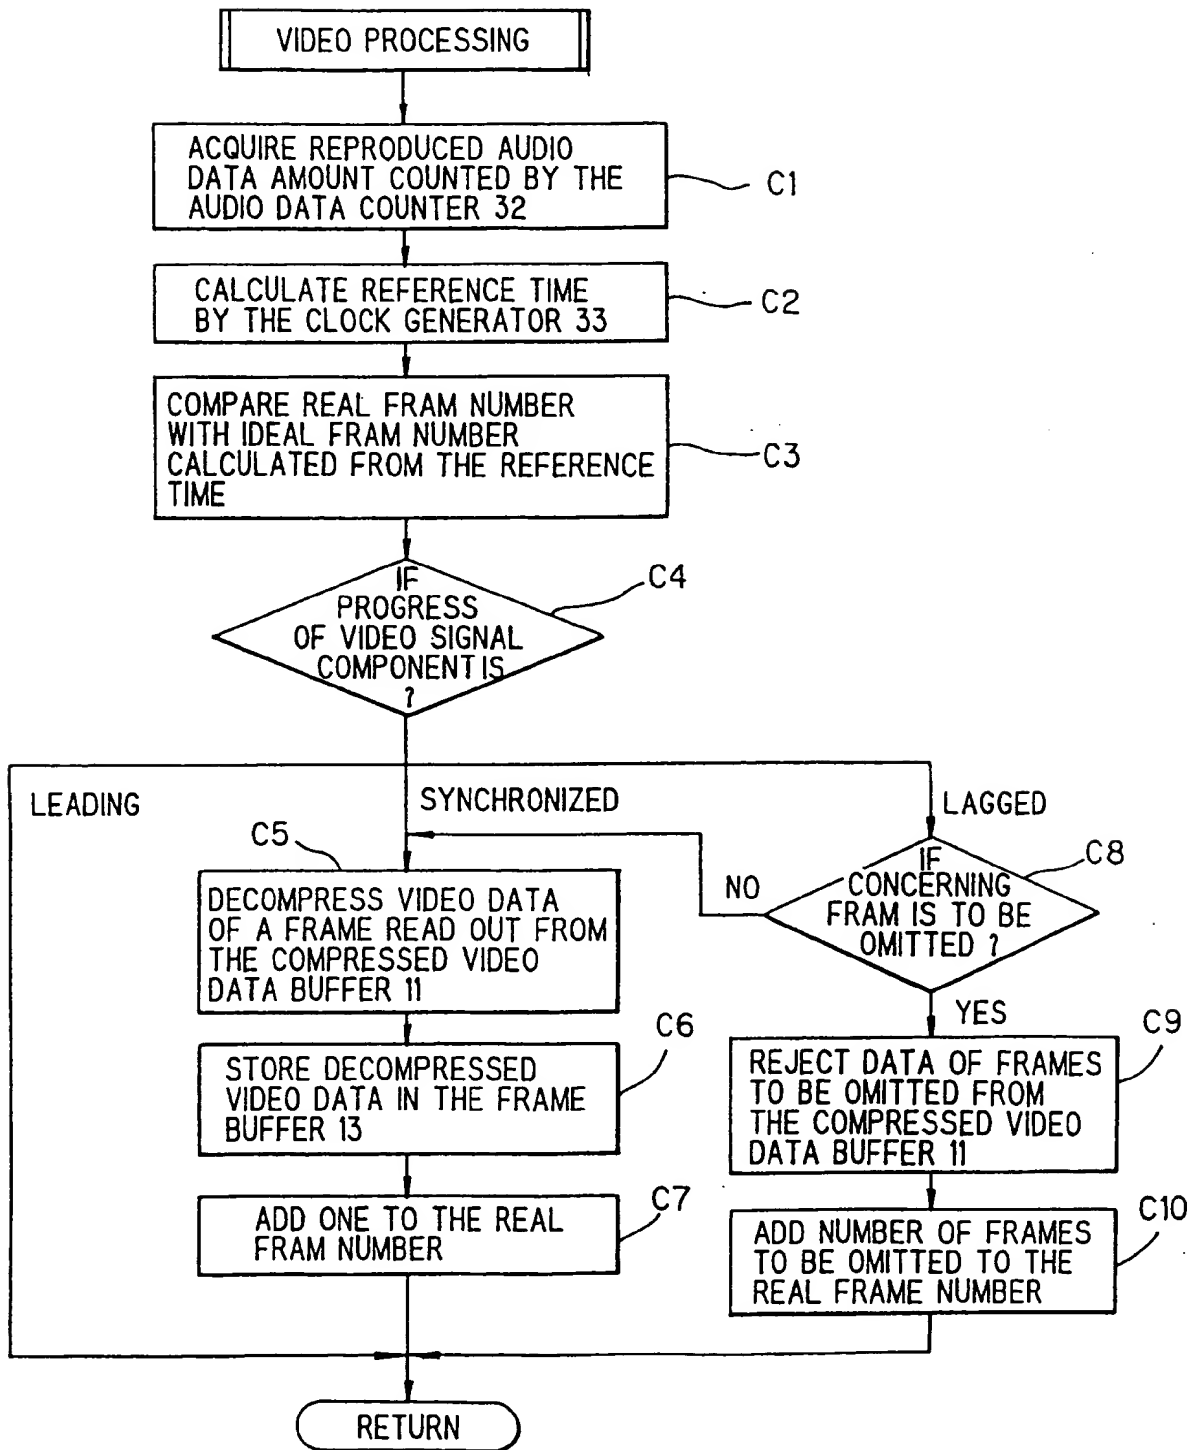 VIDEO PROCESSING
ACQUIRE REPRODUCED AUDIO
DATA AMOUNT COUNTED BY THE
AUDIO DATA COUNTER 32
C1
CALCULATE REFERENCE TIME
BY THE CLOCK GENERATOR 33
C2
COMPARE REAL FRAM NUMBER
WITH IDEAL FRAM NUMBER
CALCULATED FROM THE REFERENCE
TIME
C3
IF
PROGRESS
OF VIDEO SIGNAL
COMPONENT IS
?
C4
LEADING
SYNCHRONIZED
LAGGED
C5
DECOMPRESS VIDEO DATA
OF A FRAME READ OUT FROM
THE COMPRESSED VIDEO
DATA BUFFER 11
NO
IF
CONCERNING
FRAM IS TO BE
OMITTED ?
C8
YES
C6
STORE DECOMPRESSED
VIDEO DATA IN THE FRAME
BUFFER 13
C9
REJECT DATA OF FRAMES
TO BE OMITTED FROM
THE COMPRESSED VIDEO
DATA BUFFER 11
C7
ADD ONE TO THE REAL
FRAM NUMBER
C10
ADD NUMBER OF FRAMES
TO BE OMITTED TO THE
REAL FRAME NUMBER
RETURN